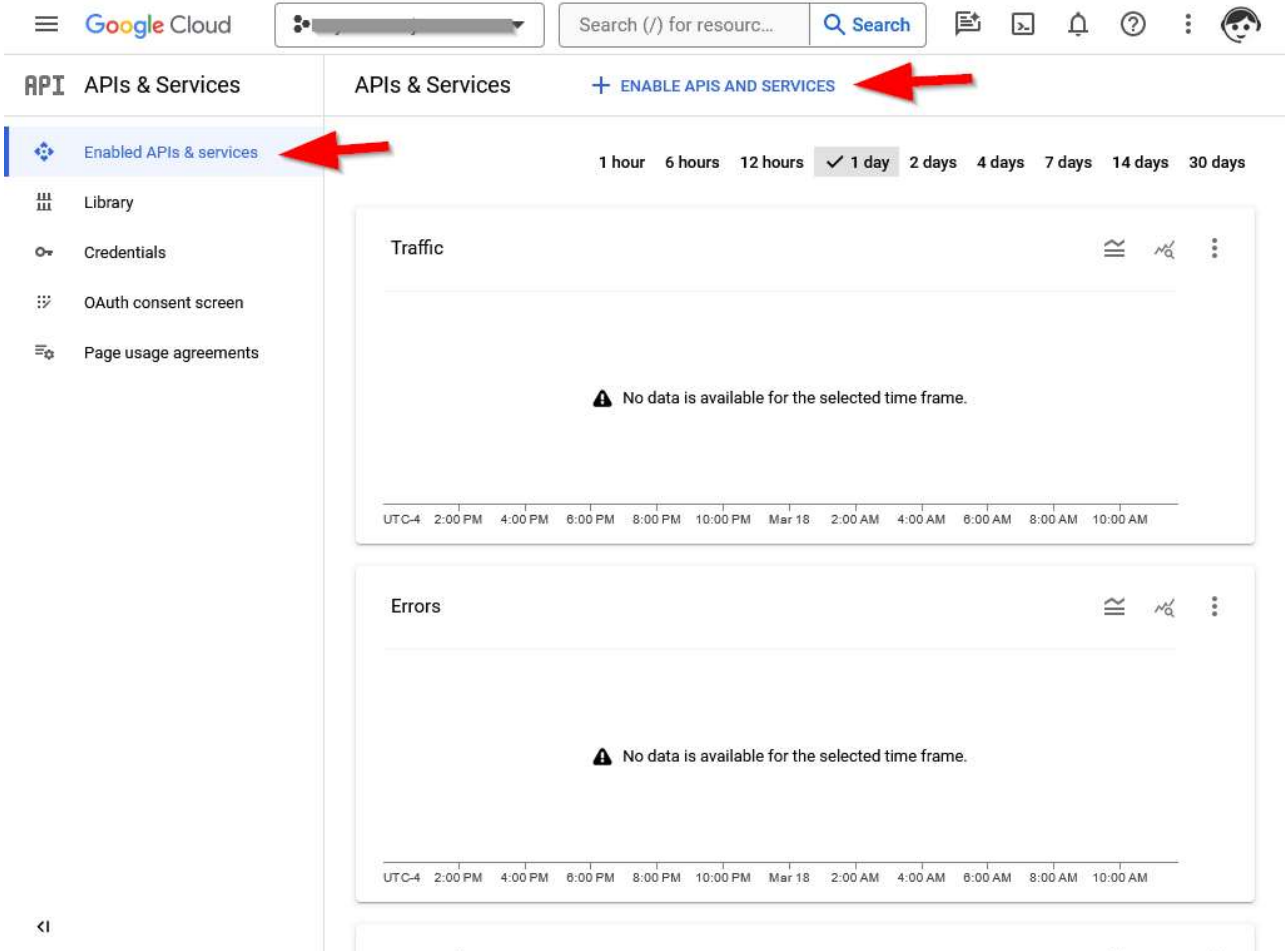 Google Cloud
Search (/) for resourc...
Search
API
APIs & Services
APIs & Services
+ ENABLE APIS AND SERVICES
Enabled APIs & services
Library
Credentials
OAuth consent screen
Page usage agreements
1 hour 6 hours 12 hours ✓ 1 day 2 days 4 days 7 days 14 days 30 days
Traffic
No data is available for the selected time frame.
UTC-4 2:00 PM 4:00 PM 6:00 PM 8:00 PM 10:00 PM Mar 18 2:00 AM 4:00 AM 6:00 AM 8:00 AM 10:00 AM
Errors
No data is available for the selected time frame.
UTC-4 2:00 PM 4:00 PM 6:00 PM 8:00 PM 10:00 PM Mar 18 2:00 AM 4:00 AM 6:00 AM 8:00 AM 10:00 AM